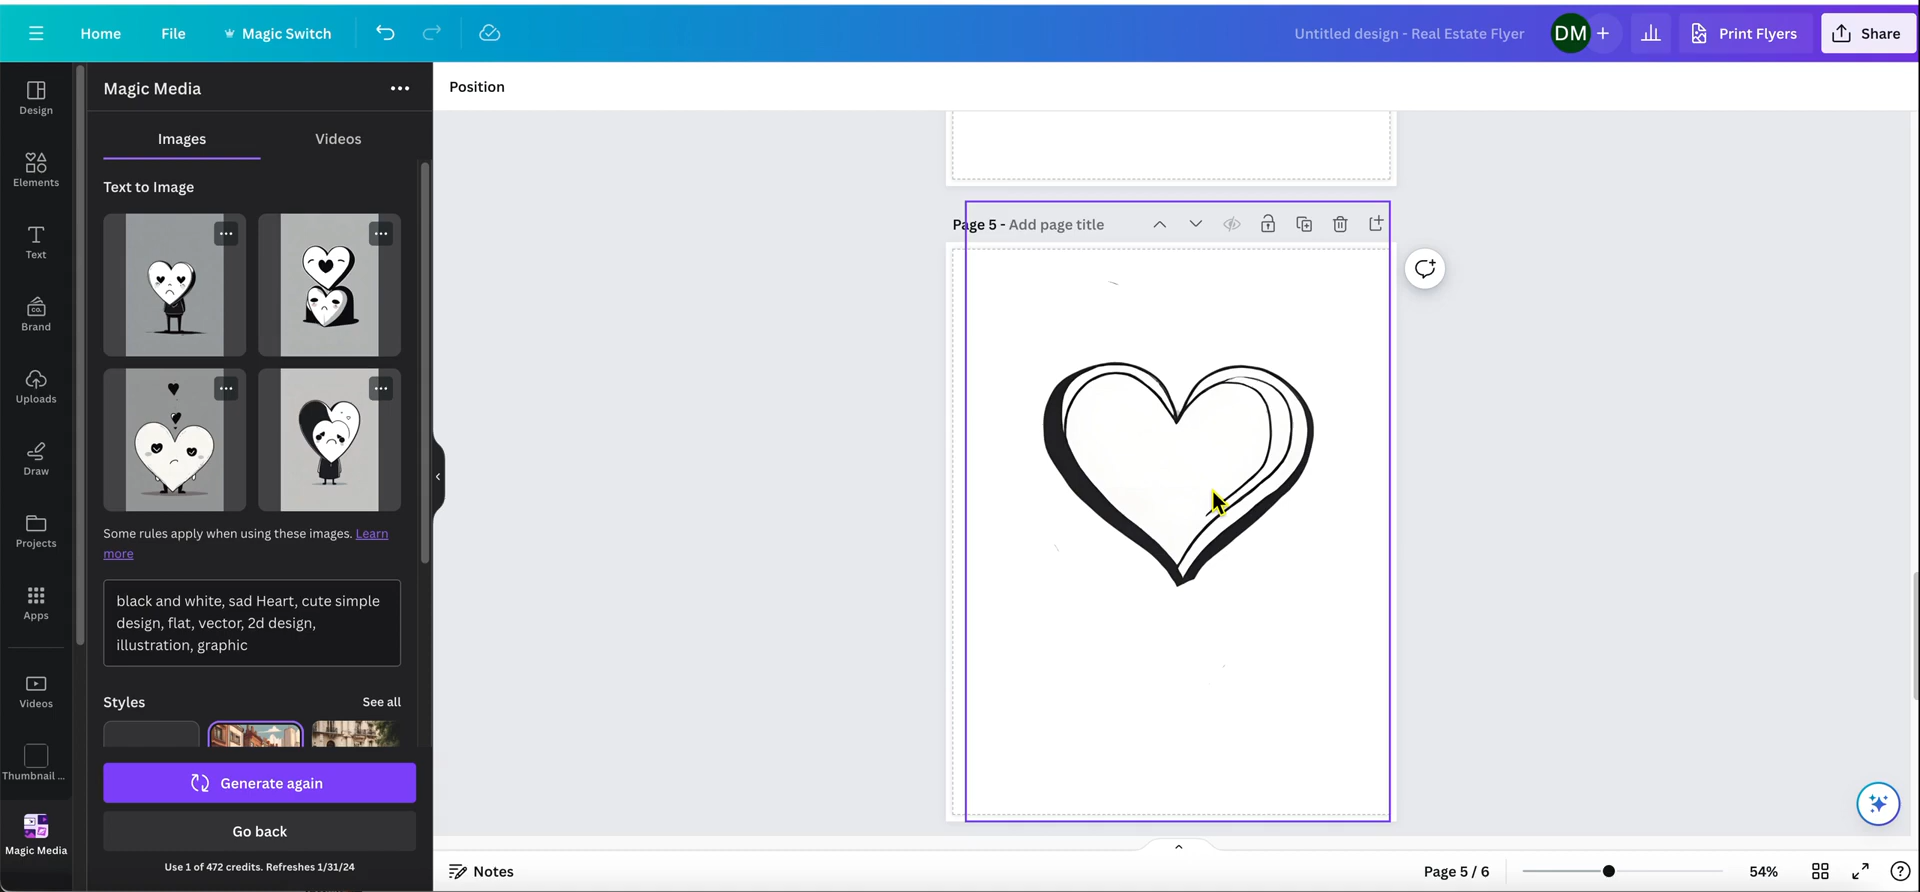 Home
File
Magic Switch
Untitled design - Real Estate Flyer
DM
Print Flyers
Share
Design
Elements
Text
Brand
CO.
Uploads
Draw
Projects
Apps
Videos
Thumbnail ...
Magic Media
Magic Media
Images
Videos
Text to Image
Some rules apply when using these images. Learn
more
black and white, sad Heart, cute simple
design, flat, vector, 2d design,
illustration, graphic
Styles
See all
Generate again
Go back
Use 1 of 472 credits. Refreshes 1/31/24
Position
Page 5 - Add page title
Notes
Page 5 / 6
54%